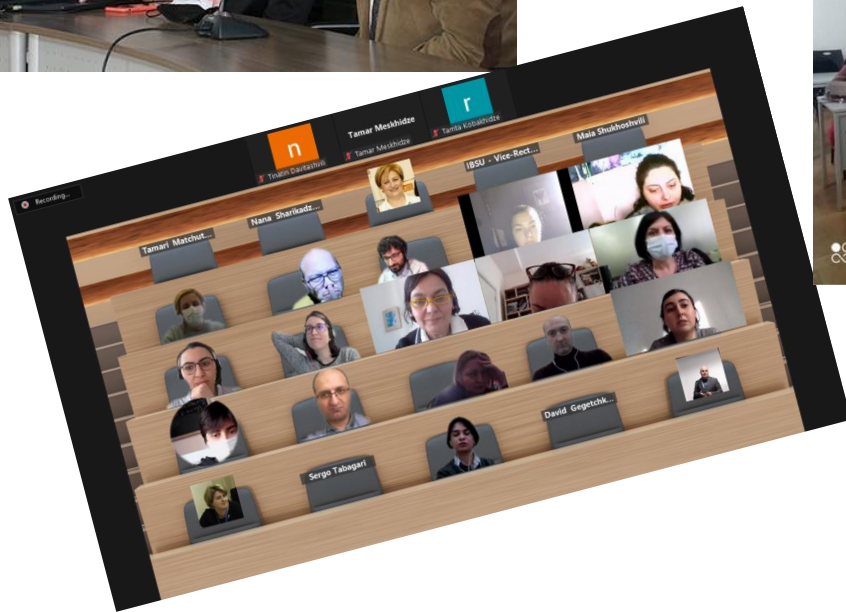 n
Tamar Meskhidze
r
Tinatin Davitashvili
Tamar Meskhidze
Tamta Kobakhidze
Recording...
Tamari Matchut...
Nana Sharikadz...
IBSU - Vice-Rect...
Maia Shukhoshvili
Sergo Tabagari
David Gegetchk...